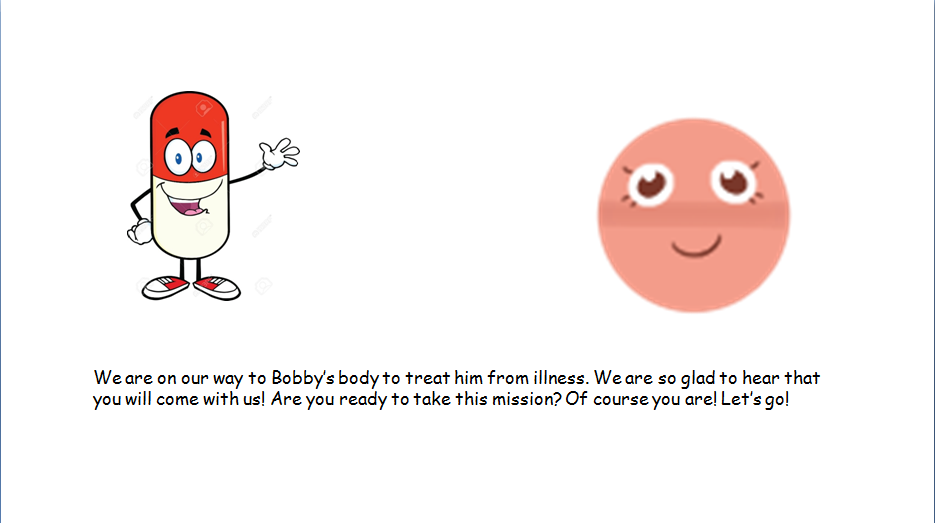 We are on our way to Bobby's body to treat him from illness. We are so glad to hear that
you will come with us! Are you ready to take this mission? Of course you are! Let's go!